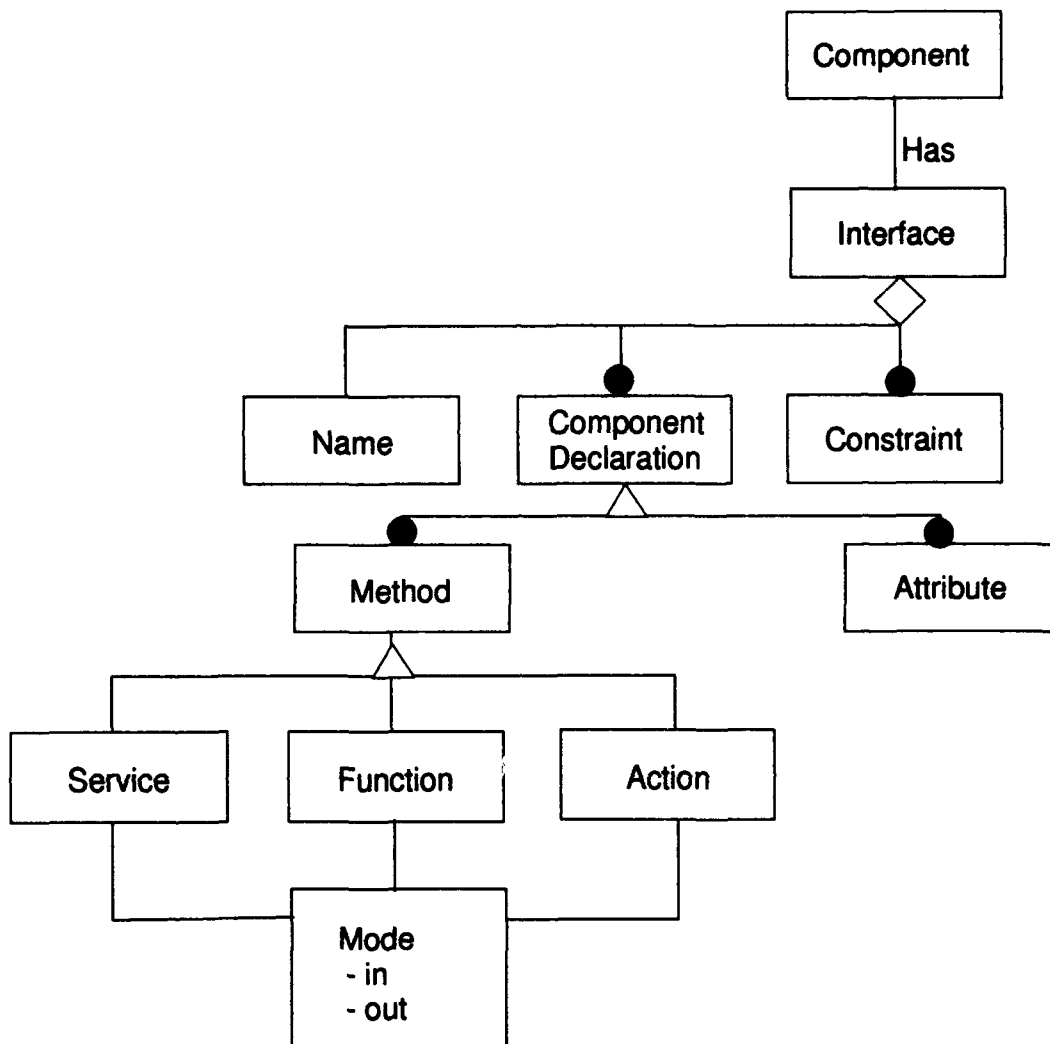 Component
Has
Interface
Name
Component
Declaration
Constraint
Method
Attribute
Service
Function
Action
Mode
- in
- out